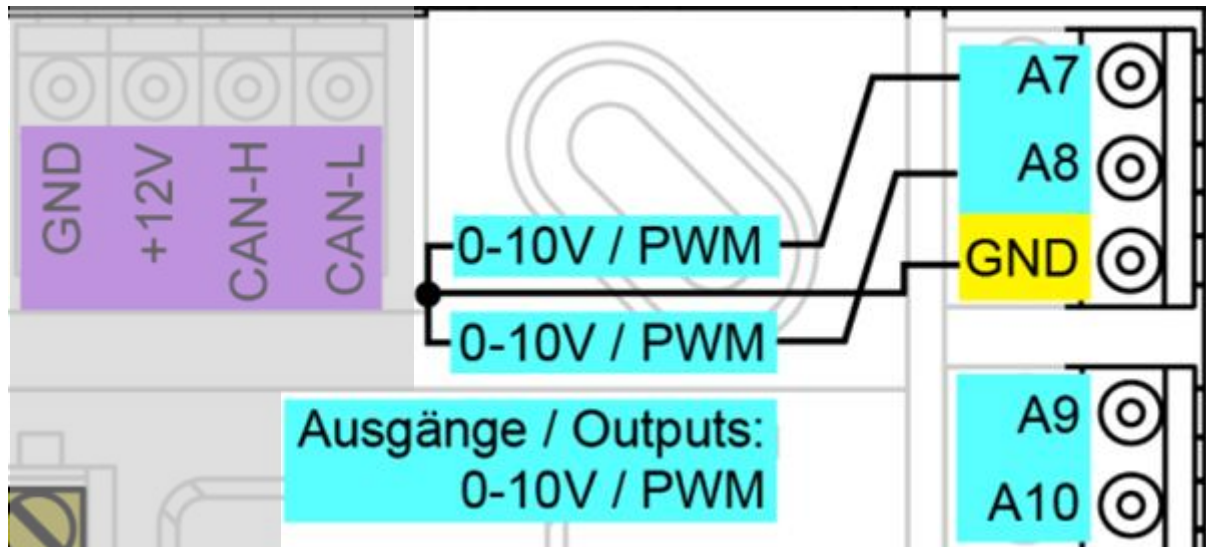 GND
+12V
CAN-H
CAN-L
A7
A8
GND
0-10V / PWM
0-10V / PWM
Ausgänge / Outputs:
0-10V / PWM
A9
A10